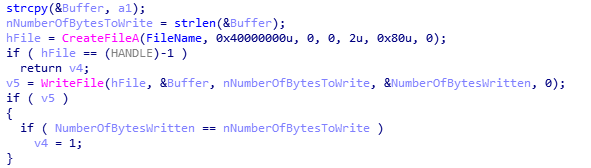 strcpy(&Buffer, a1);
nNumberOfBytesToWrite = strlen(&Buffer);
hFile = CreateFileA(FileName, 0x40000000u, 0, 0, 2u, 0x80u, 0);
if ( hFile == (HANDLE)-1 )
  return v4;
v5 = WriteFile(hFile, &Buffer, nNumberOfBytesToWrite, &NumberOfBytesWritten, 0);
if ( v5 )
{
  if ( NumberOfBytesWritten == nNumberOfBytesToWrite )
    v4 = 1;
}